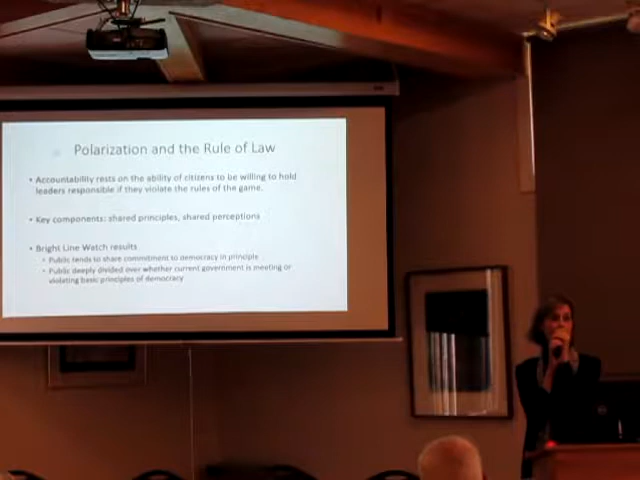 Polarization and the Rule of Law
• Accountability rests on the ability of citizens to be willing to hold
leaders responsible if they violate the rules of the game.
• Key components: shared principles, shared perceptions
• Bright Line Watch results
• Public tends to share commitment to democracy in principle
• Public deeply divided over whether current government is meeting or
violating basic principles of democracy